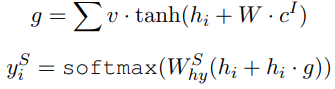 g = ∑ v · tanh(h_i + W · c^I)
y_i^S = softmax(W_{hy}^S(h_i + h_i · g))